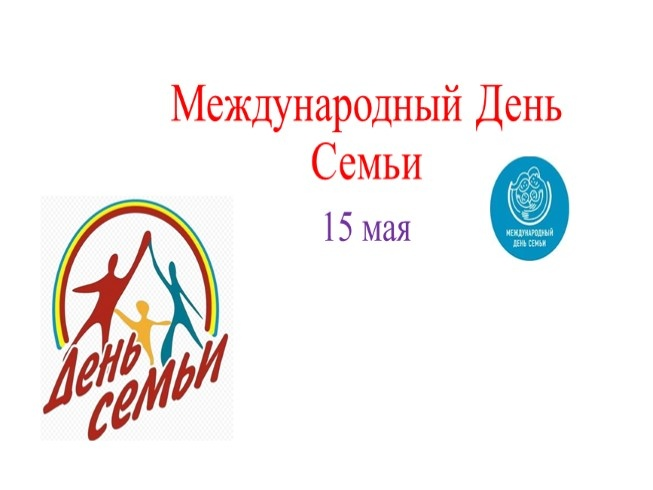 Международный День
Семьи
15 мая
МЕЖДУНАРОДНЫЙ
ДЕНЬ СЕМЬИ
День
семьи